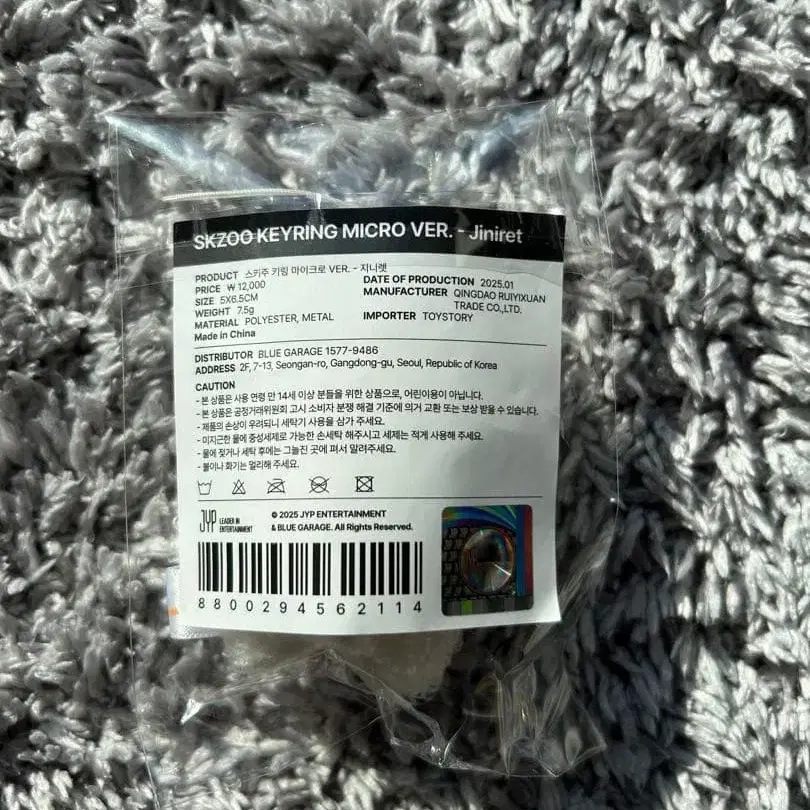 SKZOO KEYRING MICRO VER. - Jiniret
PRODUCT 스키주 키링 마이크로 VER. - 지니렛
PRICE ₩ 12,000
SIZE 5X6.5CM
WEIGHT 7.5g
MATERIAL POLYESTER, METAL
Made in China
DATE OF PRODUCTION 2025.01
MANUFACTURER QINGDAO RUIYIXUAN
TRADE CO.,LTD.
IMPORTER TOYSTORY
DISTRIBUTOR BLUE GARAGE 1577-9486
ADDRESS 2F, 7-13, Seongan-ro, Gangdong-gu, Seoul, Republic of Korea
CAUTION
- 본 상품은 사용 연령 만 14세 이상 분들을 위한 상품으로, 어린이용이 아닙니다.
- 본 상품은 공정거래위원회 고시 소비자 분쟁 해결 기준에 의거 교환 또는 보상 받을 수 있습니다.
- 제품의 손상이 우려되니 세탁기 사용을 삼가 주세요.
- 미지근한 물에 중성세제로 가능한 손세탁 해주시고 세제는 적게 사용해 주세요.
- 물에 젖거나 세탁 후에는 그늘진 곳에 펴서 말려주세요.
- 불이나 화기는 멀리해 주세요.
JYP LEADER IN
ENTERTAINMENT
© 2025 JYP ENTERTAINMENT
& BLUE GARAGE. All Rights Reserved.
8800294562114